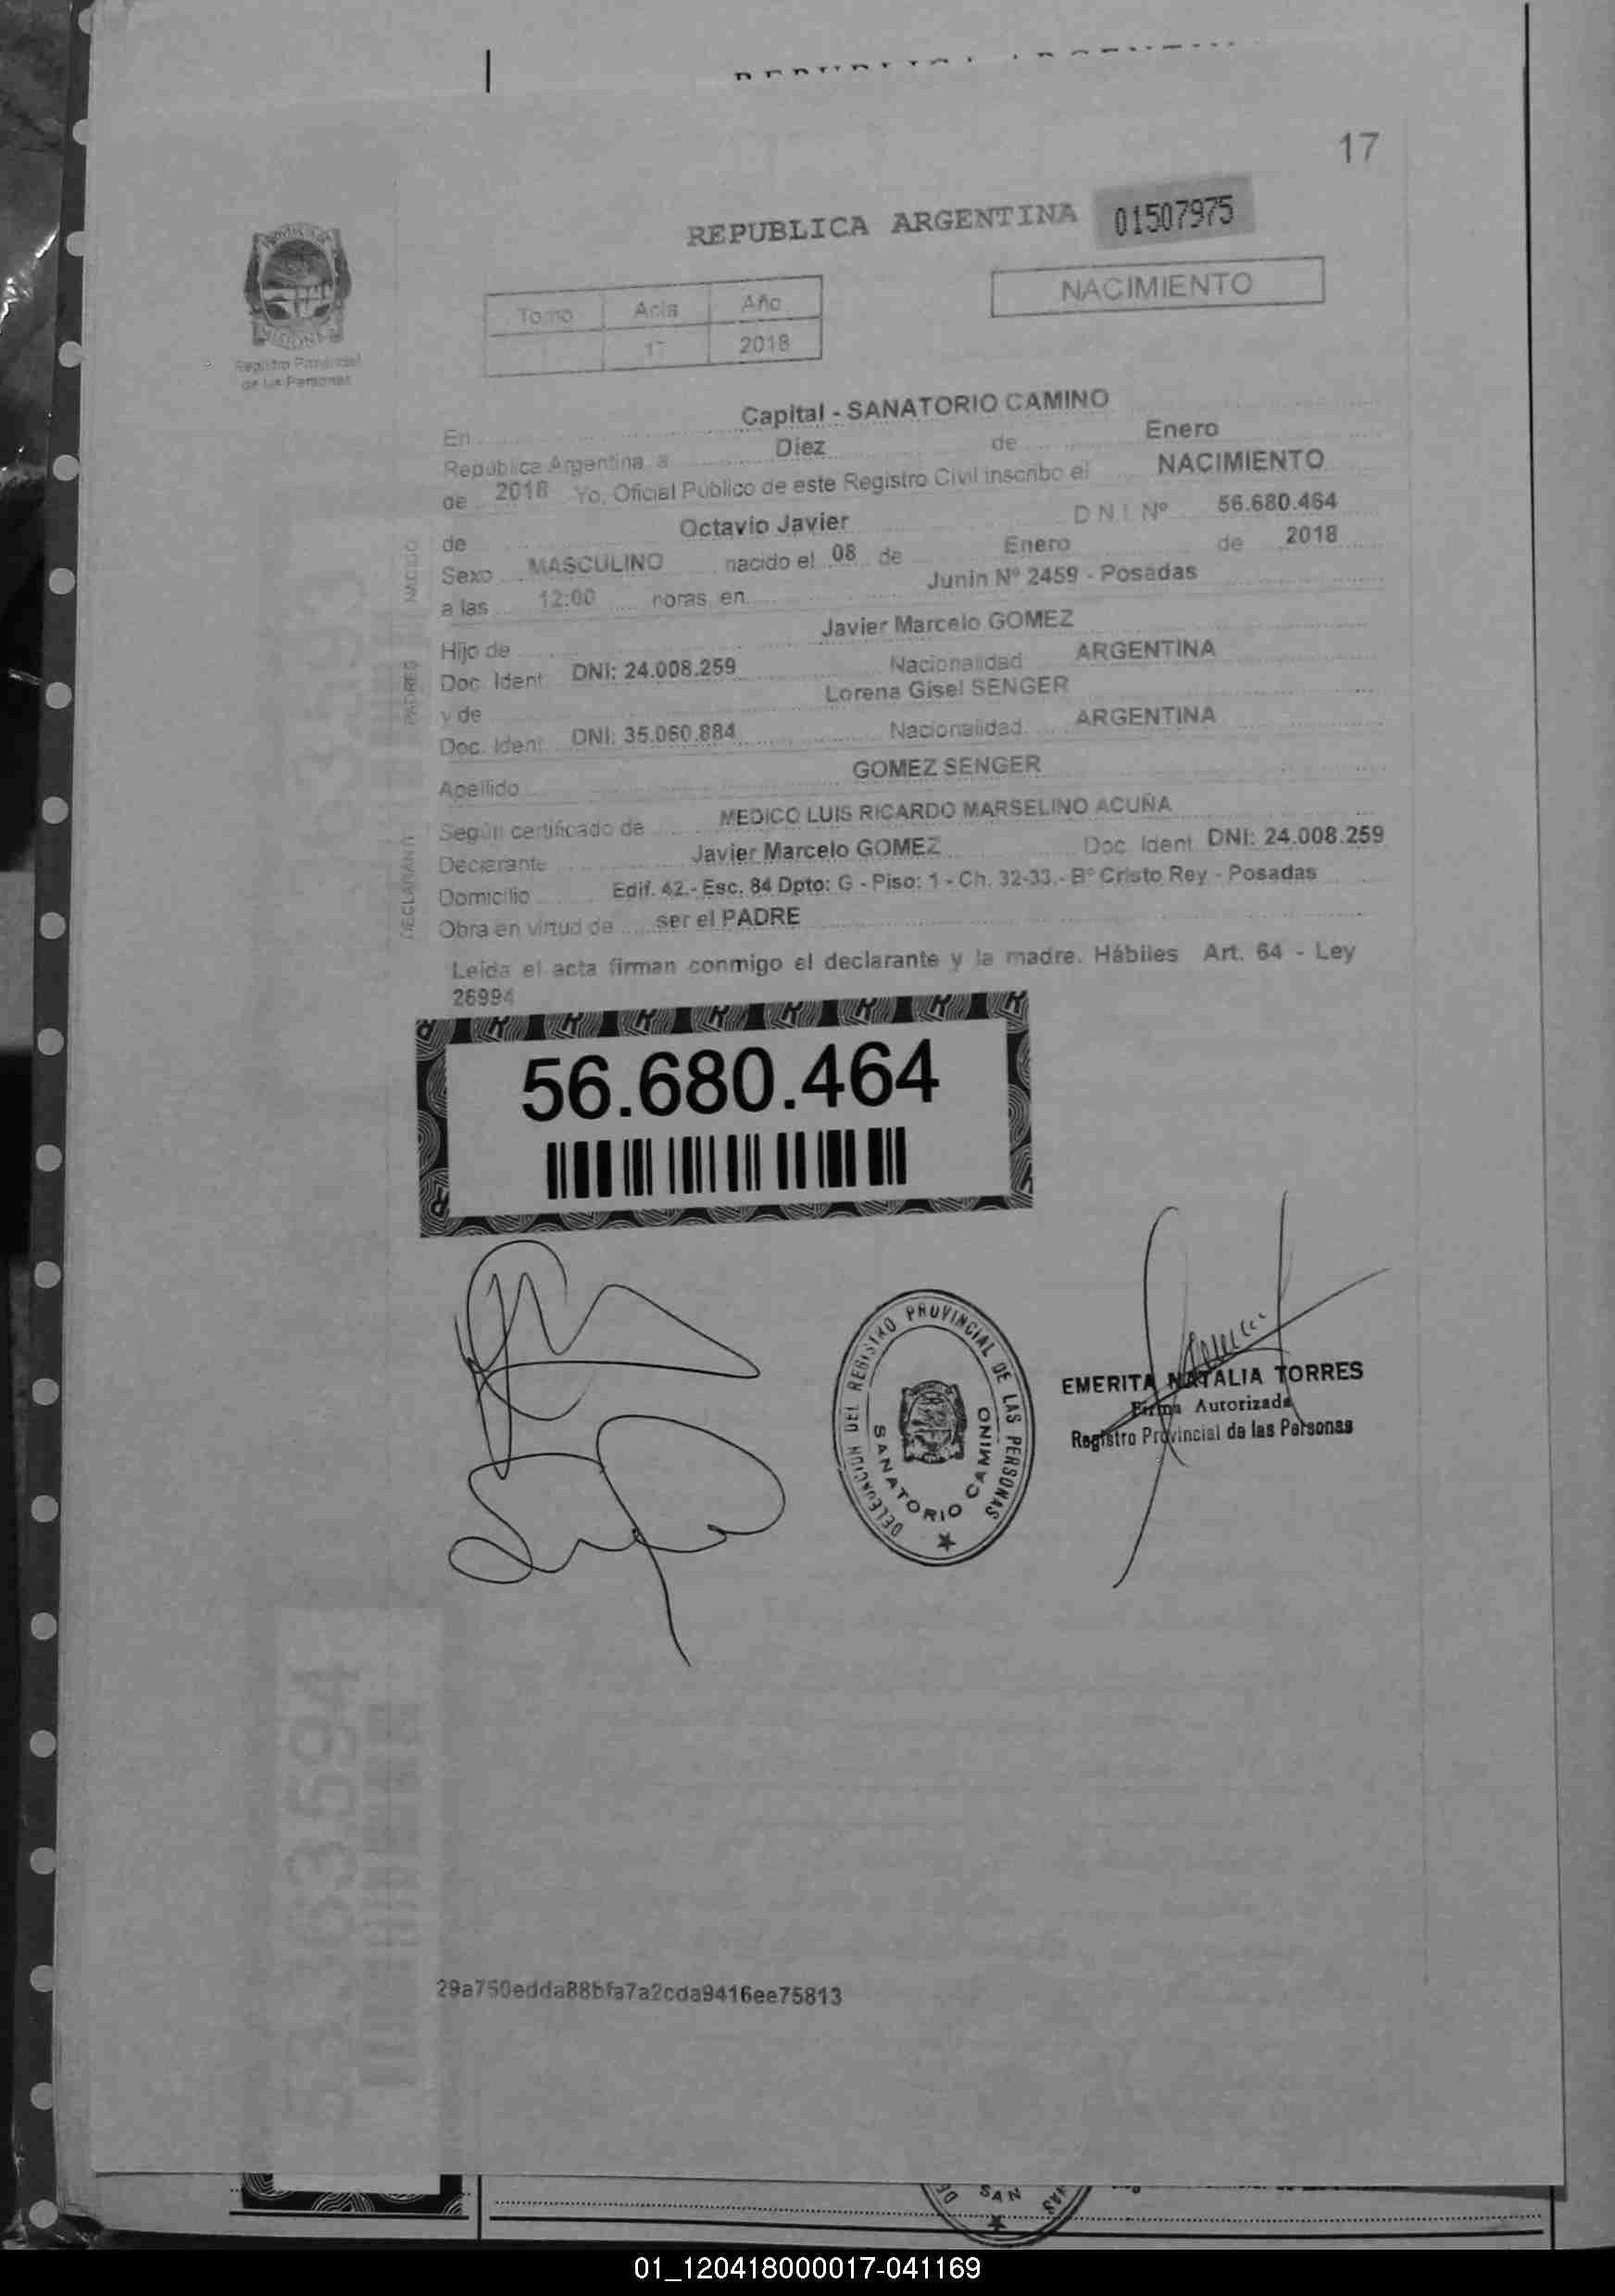 17
REPUBLICA ARGENTINA 01507975
NACIMIENTO
Tomo Acta Año
17 2018
Registro Provincial
de las Personas
En Capital - SANATORIO CAMINO
República Argentina a Diez de Enero
de 2018 Yo, Oficial Público de este Registro Civil inscribo el NACIMIENTO
de Octavio Javier D N I Nº 56.680.464
Sexo MASCULINO nacido el 08 de Enero de 2018
a las 12:00 horas, en Junin Nº 2459 - Posadas
NACIDO
Hijo de Javier Marcelo GOMEZ
Doc. Ident. DNI: 24.008.259 Nacionalidad ARGENTINA
y de Lorena Gisel SENGER
Doc. Ident. DNI: 35.060.884 Nacionalidad ARGENTINA
PADRES
Apellido GOMEZ SENGER
Según certificado de MEDICO LUIS RICARDO MARSELINO ACUÑA
Declarante Javier Marcelo GOMEZ Doc. Ident. DNI: 24.008.259
Domicilio Edif. 42.- Esc. 84 Dpto: G - Piso: 1 - Ch. 32-33.- Bº Cristo Rey - Posadas
Obra en virtud de ser el PADRE
DECLARANTE
Leída el acta firman conmigo el declarante y la madre. Hábiles Art. 64 - Ley
26994
56.680.464
DELEGACION DEL REGISTRO PROVINCIAL DE LAS PERSONAS
SANATORIO CAMINO
EMERITA NATALIA TORRES
Firma Autorizada
Registro Provincial de las Personas
29a750edda88bfa7a2cda9416ee75813
SAN
01_120418000017-041169